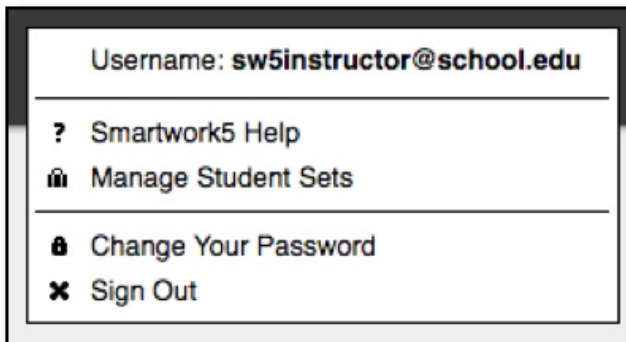 Username: sw5instructor@school.edu
? Smartwork5 Help
Manage Student Sets
Change Your Password
Sign Out